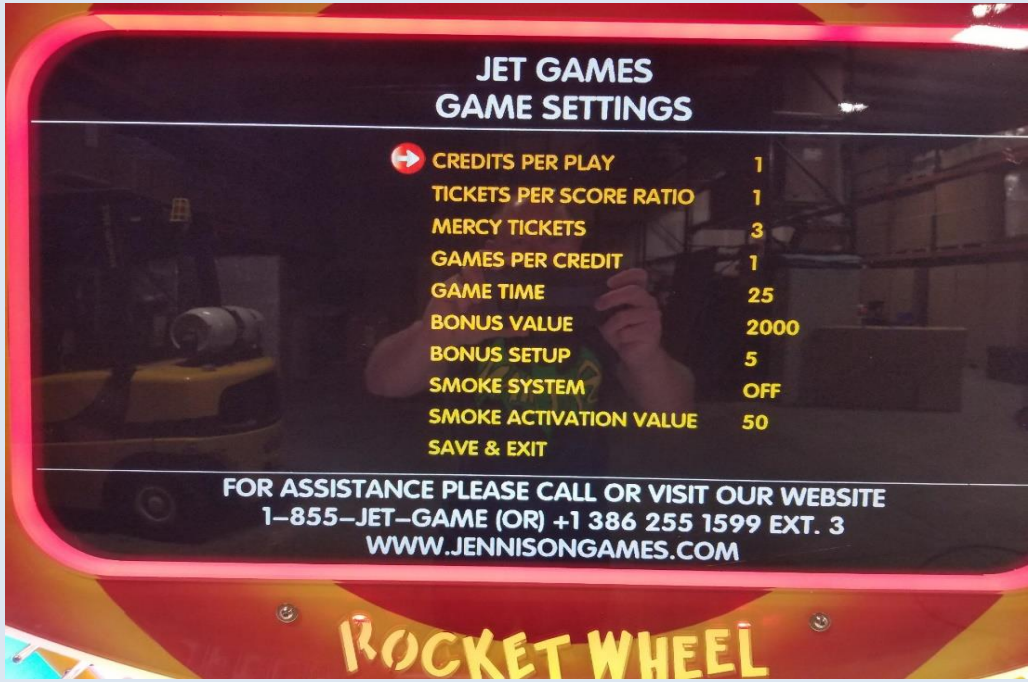 JET GAMES
GAME SETTINGS
CREDITS PER PLAY 1
TICKETS PER SCORE RATIO 1
MERCY TICKETS 3
GAMES PER CREDIT 1
GAME TIME 25
BONUS VALUE 2000
BONUS SETUP 5
SMOKE SYSTEM OFF
SMOKE ACTIVATION VALUE 50
SAVE & EXIT
FOR ASSISTANCE PLEASE CALL OR VISIT OUR WEBSITE
1-855-JET-GAME (OR) +1 386 255 1599 EXT. 3
WWW.JENNISONGAMES.COM
ROCKET WHEEL